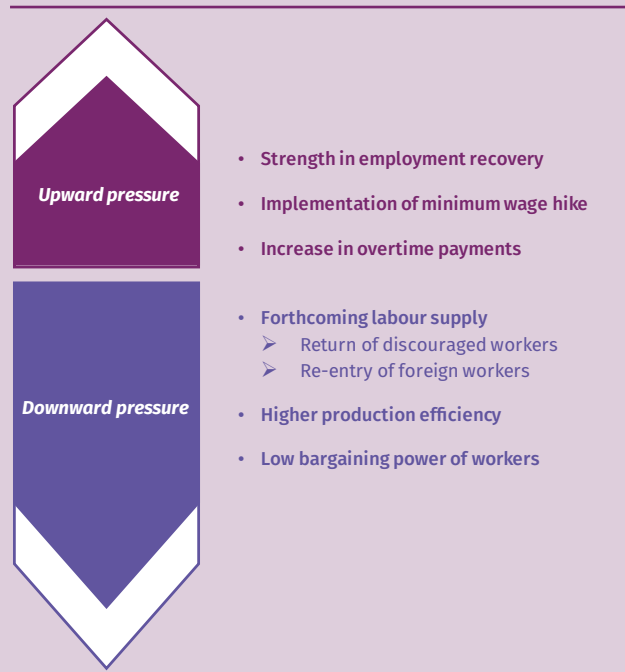 Upward pressure
• Strength in employment recovery
• Implementation of minimum wage hike
• Increase in overtime payments
Downward pressure
• Forthcoming labour supply
➢ Return of discouraged workers
➢ Re-entry of foreign workers
• Higher production efficiency
• Low bargaining power of workers